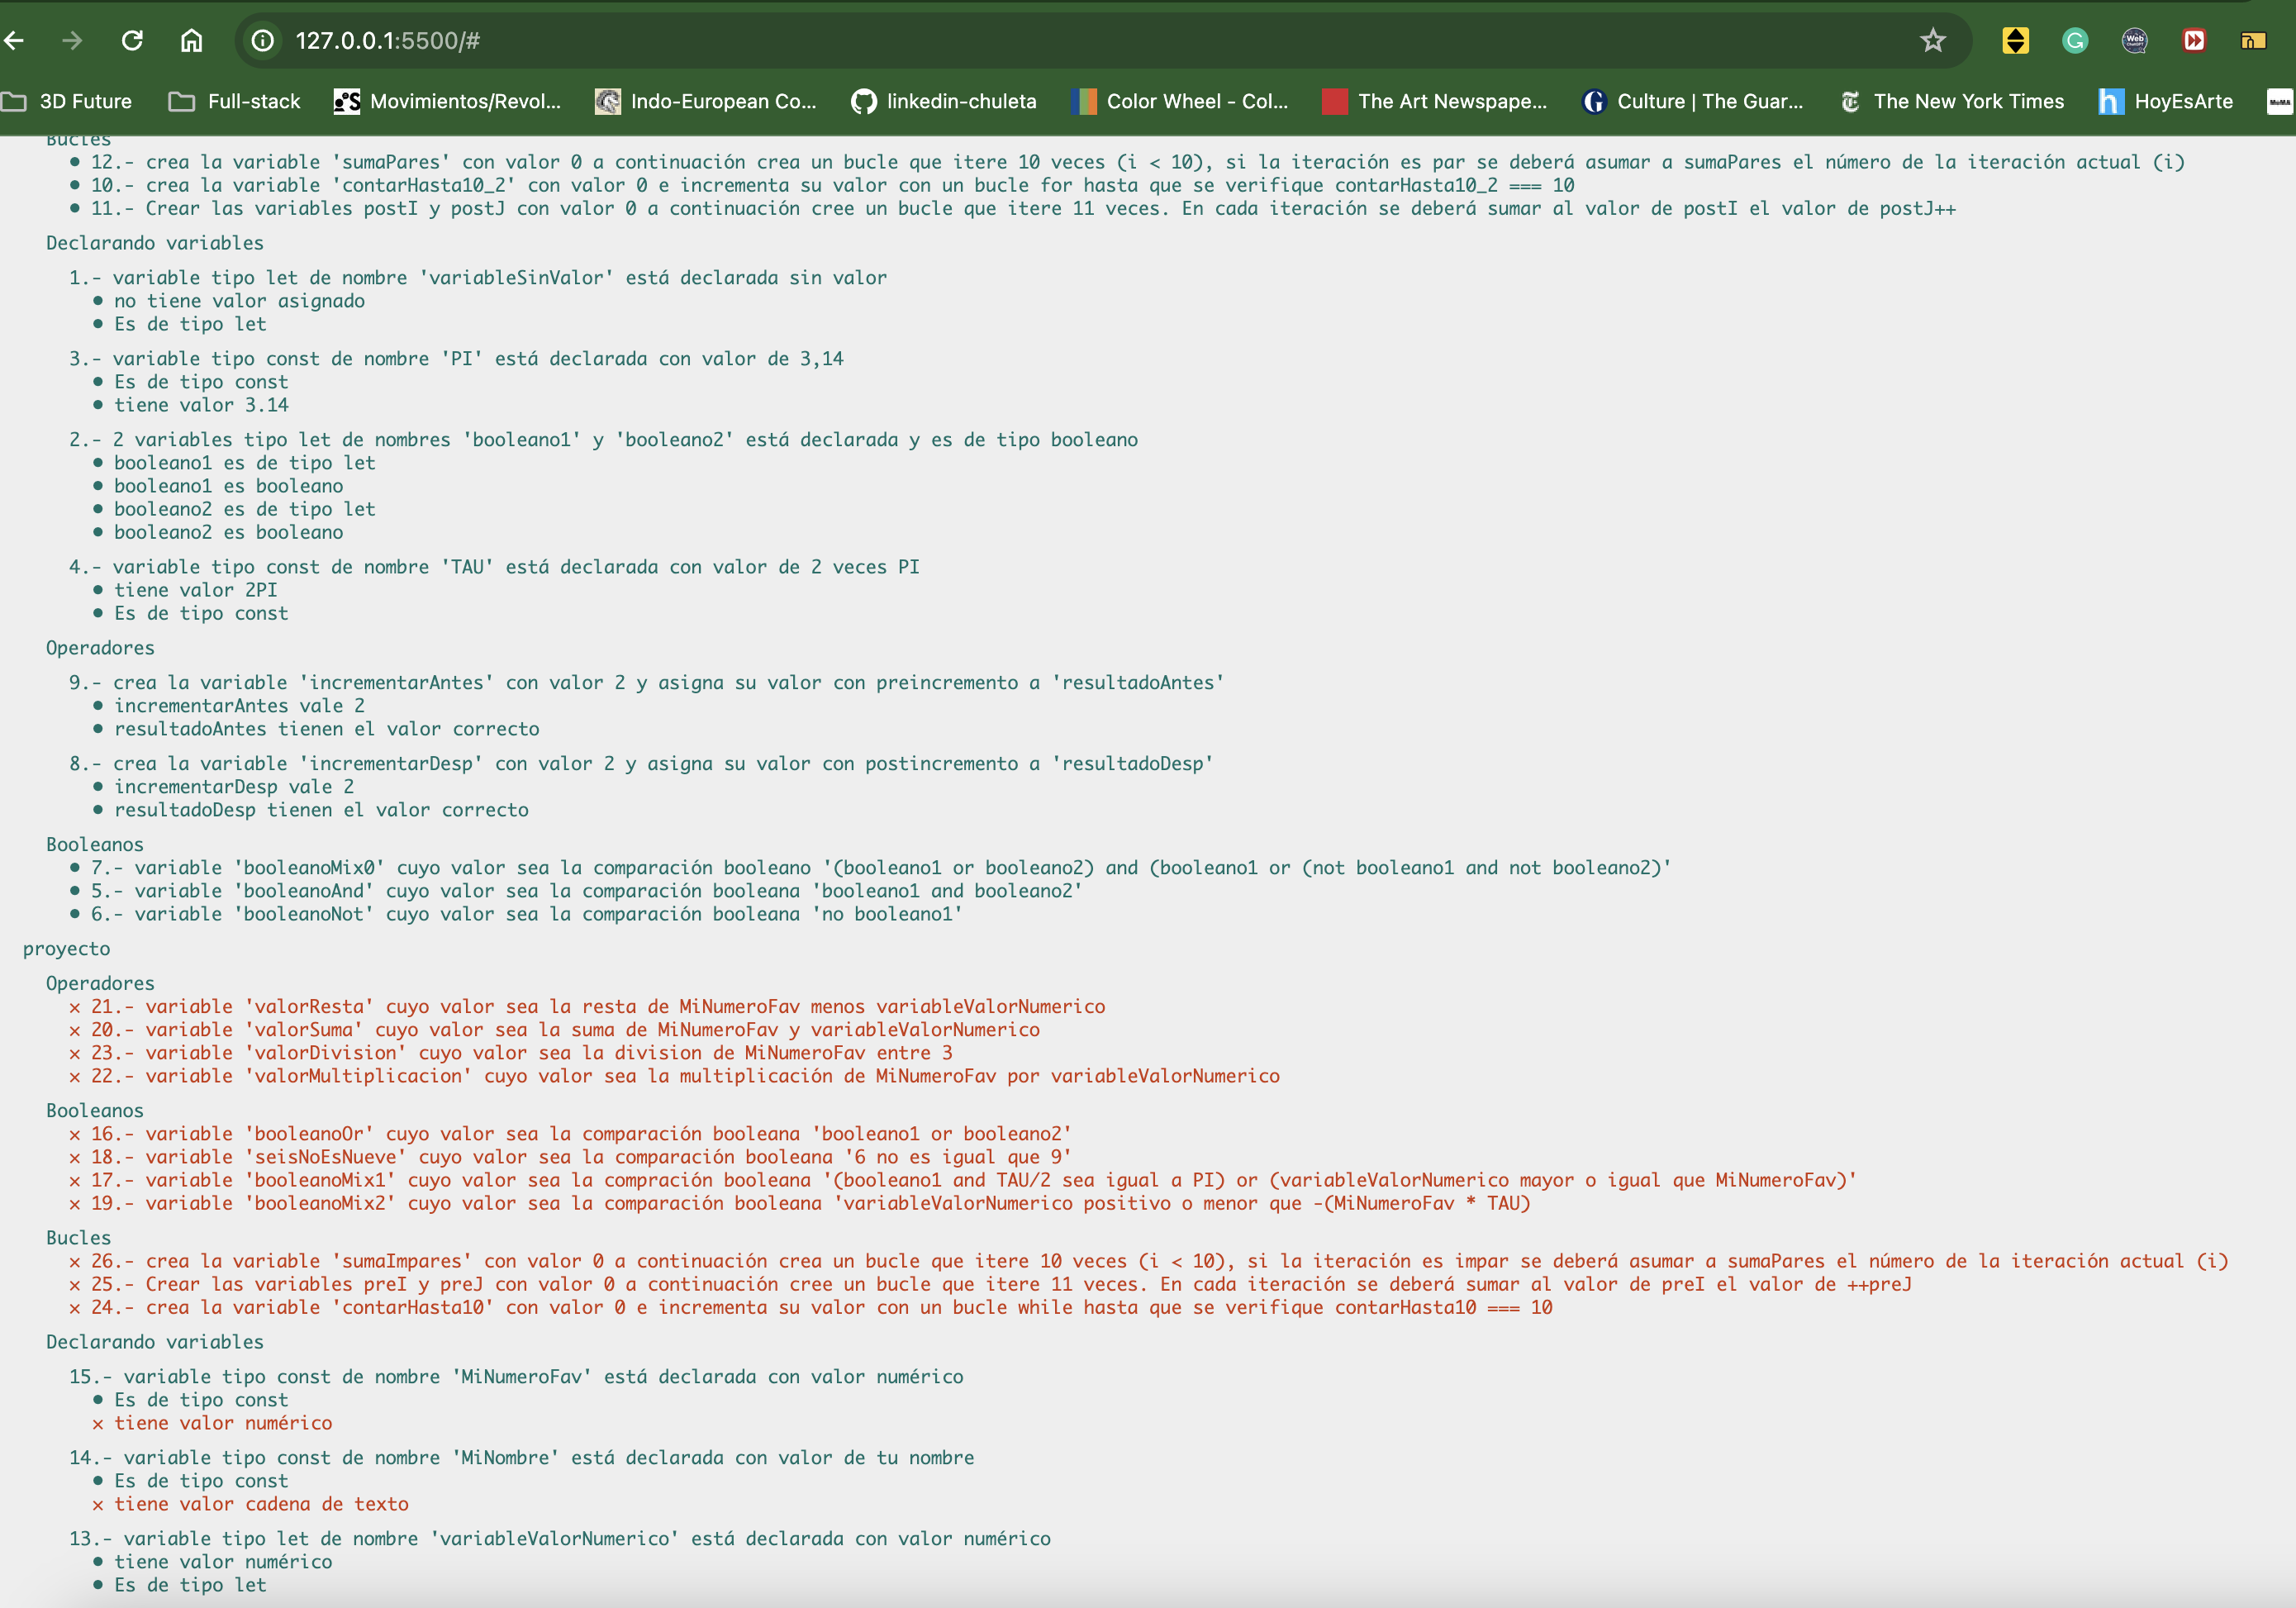 127.0.0.1:5500/#
3D Future
Full-stack
Movimientos/Revol...
Indo-European Co...
linkedin-chuleta
Color Wheel - Col...
The Art Newspape...
Culture | The Guar...
The New York Times
HoyEsArte
Bucles
12.- crea la variable 'sumaPares' con valor 0 a continuación crea un bucle que itere 10 veces (i < 10), si la iteración es par se deberá asumar a sumaPares el número de la iteración actual (i)
10.- crea la variable 'contarHasta10_2' con valor 0 e incrementa su valor con un bucle for hasta que se verifique contarHasta10_2 === 10
11.- Crear las variables postI y postJ con valor 0 a continuación cree un bucle que itere 11 veces. En cada iteración se deberá sumar al valor de postI el valor de postJ++
Declarando variables
1.- variable tipo let de nombre 'variableSinValor' está declarada sin valor
no tiene valor asignado
Es de tipo let
3.- variable tipo const de nombre 'PI' está declarada con valor de 3,14
Es de tipo const
tiene valor 3.14
2.- 2 variables tipo let de nombres 'booleano1' y 'booleano2' está declarada y es de tipo booleano
booleano1 es de tipo let
booleano1 es booleano
booleano2 es de tipo let
booleano2 es booleano
4.- variable tipo const de nombre 'TAU' está declarada con valor de 2 veces PI
tiene valor 2PI
Es de tipo const
Operadores
9.- crea la variable 'incrementarAntes' con valor 2 y asigna su valor con preincremento a 'resultadoAntes'
incrementarAntes vale 2
resultadoAntes tienen el valor correcto
8.- crea la variable 'incrementarDesp' con valor 2 y asigna su valor con postincremento a 'resultadoDesp'
incrementarDesp vale 2
resultadoDesp tienen el valor correcto
Booleanos
7.- variable 'booleanoMix0' cuyo valor sea la comparación booleano '(booleano1 or booleano2) and (booleano1 or (not booleano1 and not booleano2)'
5.- variable 'booleanoAnd' cuyo valor sea la comparación booleana 'booleano1 and booleano2'
6.- variable 'booleanoNot' cuyo valor sea la comparación booleana 'no booleano1'
proyecto
Operadores
× 21.- variable 'valorResta' cuyo valor sea la resta de MiNumeroFav menos variableValorNumerico
× 20.- variable 'valorSuma' cuyo valor sea la suma de MiNumeroFav y variableValorNumerico
× 23.- variable 'valorDivision' cuyo valor sea la division de MiNumeroFav entre 3
× 22.- variable 'valorMultiplicacion' cuyo valor sea la multiplicación de MiNumeroFav por variableValorNumerico
Booleanos
× 16.- variable 'booleanoOr' cuyo valor sea la comparación booleana 'booleano1 or booleano2'
× 18.- variable 'seisNoEsNueve' cuyo valor sea la comparación booleana '6 no es igual que 9'
× 17.- variable 'booleanoMix1' cuyo valor sea la compración booleana '(booleano1 and TAU/2 sea igual a PI) or (variableValorNumerico mayor o igual que MiNumeroFav)'
× 19.- variable 'booleanoMix2' cuyo valor sea la comparación booleana 'variableValorNumerico positivo o menor que -(MiNumeroFav * TAU)
Bucles
× 26.- crea la variable 'sumaImpares' con valor 0 a continuación crea un bucle que itere 10 veces (i < 10), si la iteración es impar se deberá asumar a sumaPares el número de la iteración actual (i)
× 25.- Crear las variables preI y preJ con valor 0 a continuación cree un bucle que itere 11 veces. En cada iteración se deberá sumar al valor de preI el valor de ++preJ
× 24.- crea la variable 'contarHasta10' con valor 0 e incrementa su valor con un bucle while hasta que se verifique contarHasta10 === 10
Declarando variables
15.- variable tipo const de nombre 'MiNumeroFav' está declarada con valor numérico
Es de tipo const
× tiene valor numérico
14.- variable tipo const de nombre 'MiNombre' está declarada con valor de tu nombre
Es de tipo const
× tiene valor cadena de texto
13.- variable tipo let de nombre 'variableValorNumerico' está declarada con valor numérico
tiene valor numérico
Es de tipo let